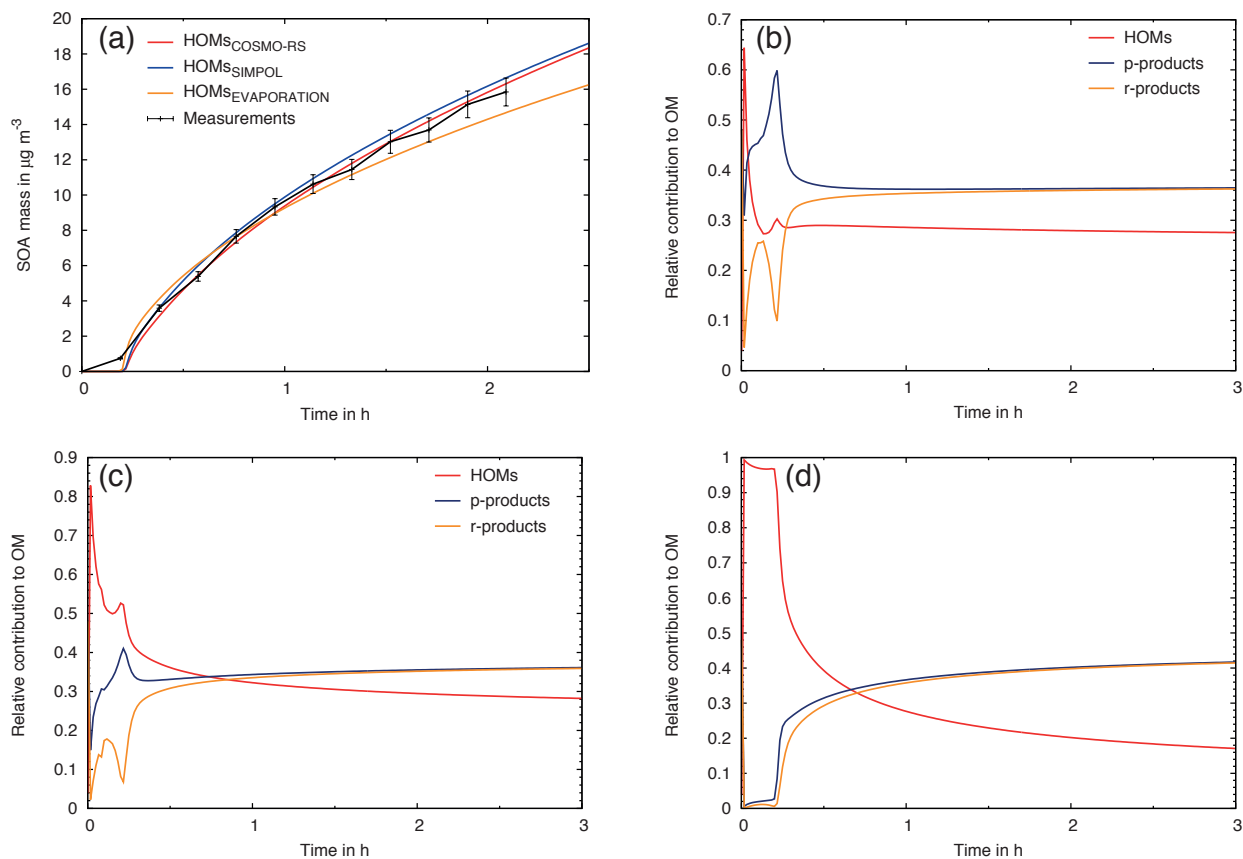 (a)
HOMsCOSMO-RS
HOMsSIMPOL
HOMsEVAPORATION
Measurements
SOA mass in µg m-3
20
18
16
14
12
10
8
6
4
2
0
0 1 2
Time in h
(b)
HOMs
p-products
r-products
Relative contribution to OM
0.7
0.6
0.5
0.4
0.3
0.2
0.1
0
0 1 2 3
Time in h
(c)
HOMs
p-products
r-products
Relative contribution to OM
0.9
0.8
0.7
0.6
0.5
0.4
0.3
0.2
0.1
0
0 1 2 3
Time in h
(d)
Relative contribution to OM
1
0.9
0.8
0.7
0.6
0.5
0.4
0.3
0.2
0.1
0
0 1 2 3
Time in h